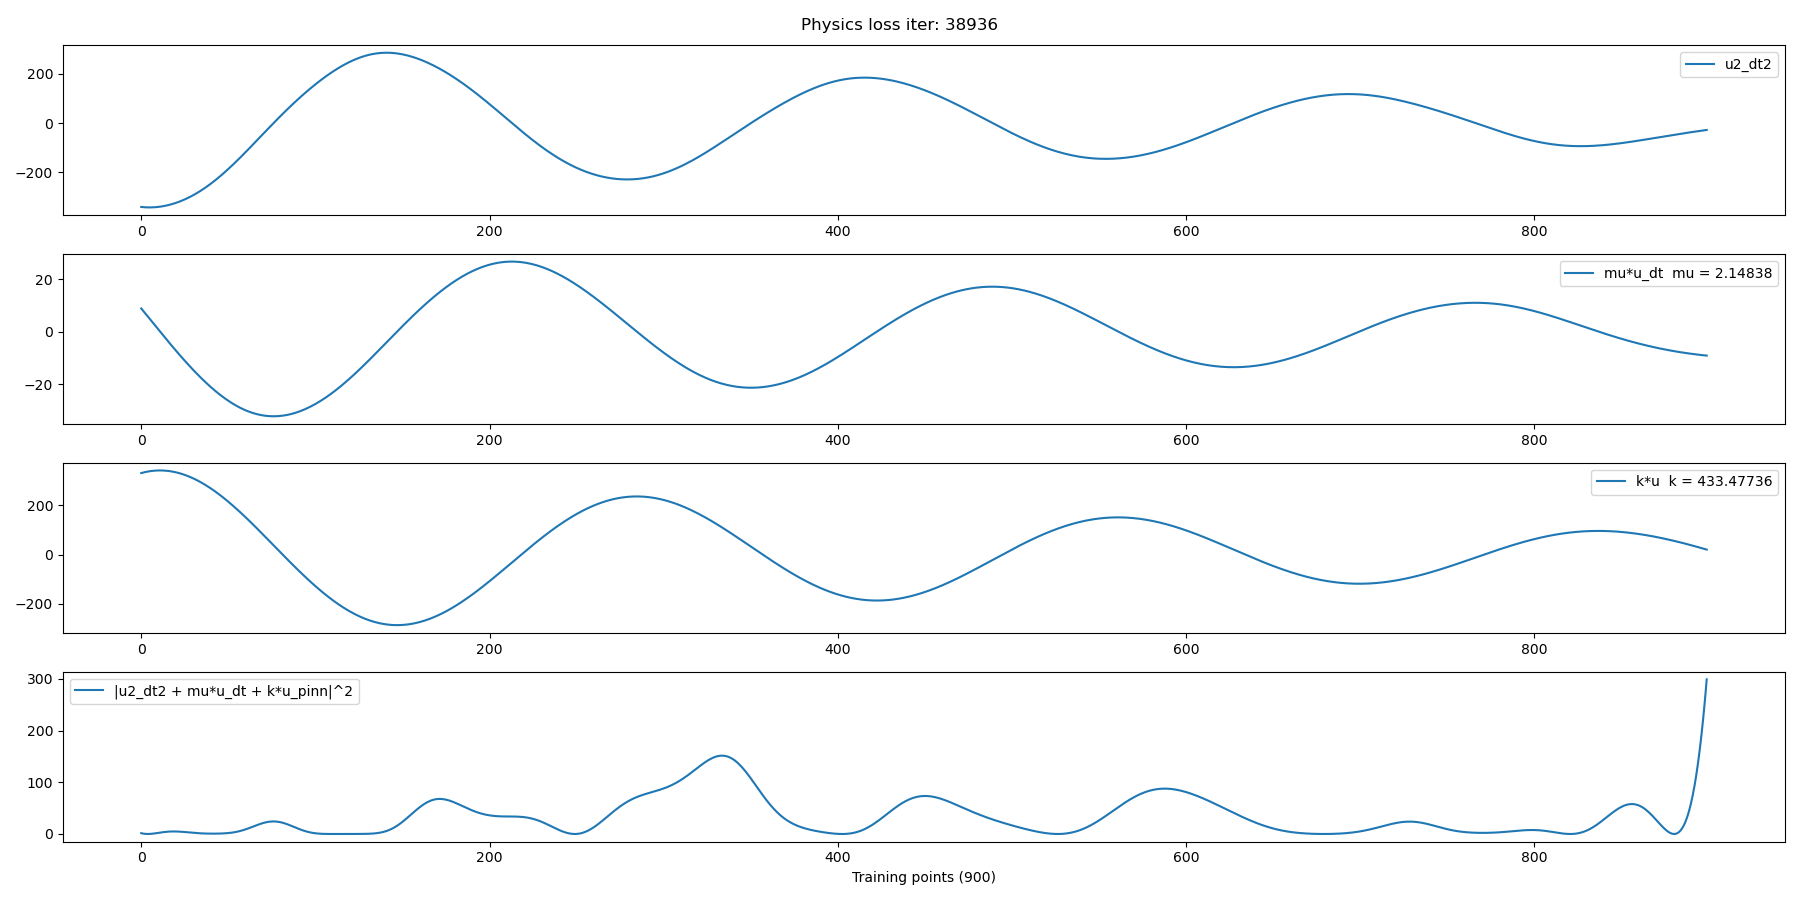 Physics loss iter: 38936
200
0
−200
u2_dt2
0 200 400 600 800
20
0
−20
mu*u_dt mu = 2.14838
0 200 400 600 800
200
0
−200
k*u k = 433.47736
0 200 400 600 800
300
200
100
0
|u2_dt2 + mu*u_dt + k*u_pinn|^2
0 200 400 600 800
Training points (900)